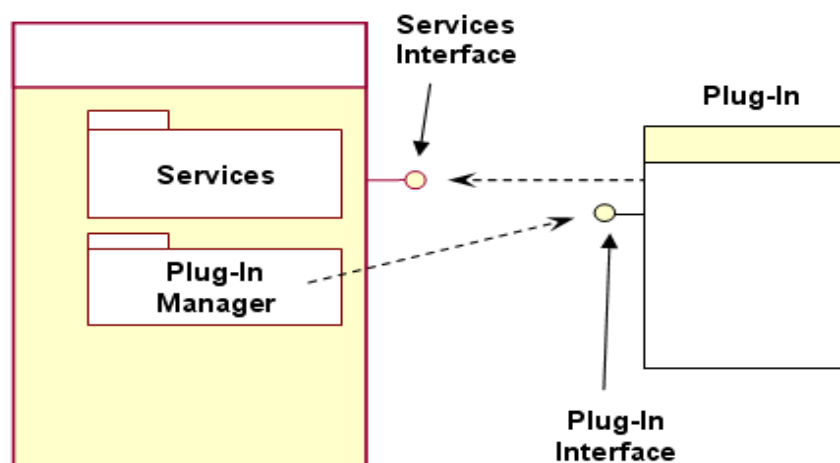 Services
Interface
Plug-In
Services
Plug-In
Manager
Plug-In
Interface